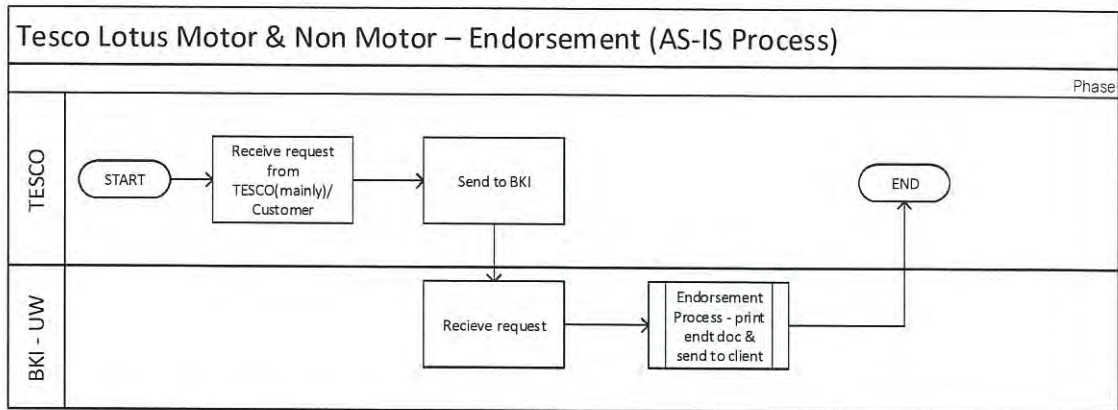 Tesco Lotus Motor & Non Motor – Endorsement (AS-IS Process)
Phase
TESCO
START
Receive request
from
TESCO(mainly)/
Customer
Send to BKI
END
BKI - UW
Recieve request
Endorsement
Process - print
endt doc &
send to client